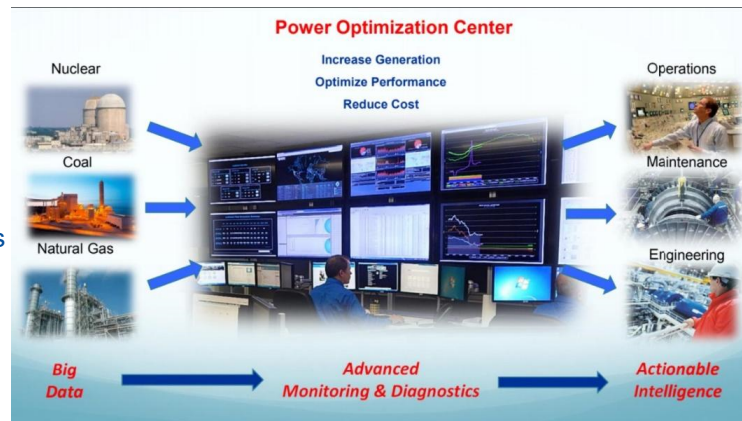 Power Optimization Center
Increase Generation
Optimize Performance
Reduce Cost
Nuclear
Coal
Natural Gas
Operations
Maintenance
Engineering
s
Big
Data
Advanced
Monitoring & Diagnostics
Actionable
Intelligence